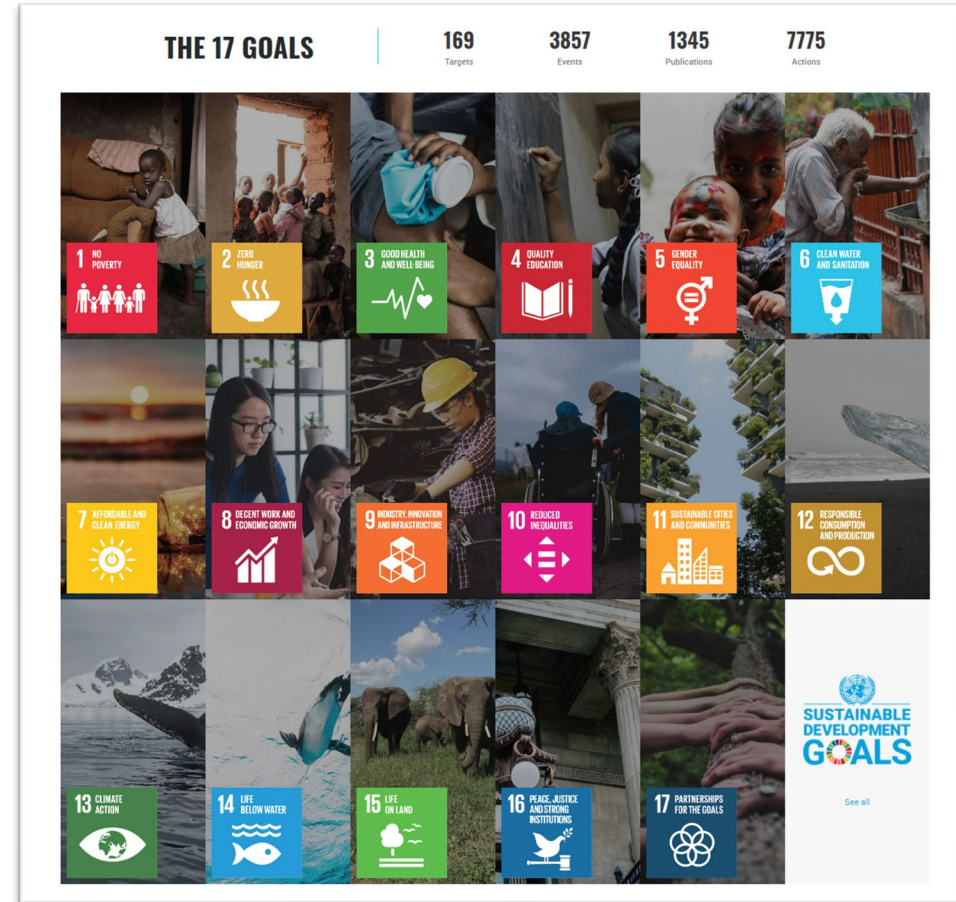 THE 17 GOALS
169
Targets
3857
Events
1345
Publications
7775
Actions
1 NO
POVERTY
2 ZERO
HUNGER
3 GOOD HEALTH
AND WELL-BEING
4 QUALITY
EDUCATION
5 GENDER
EQUALITY
6 CLEAN WATER
AND SANITATION
7 AFFORDABLE AND
CLEAN ENERGY
8 DECENT WORK AND
ECONOMIC GROWTH
9 INDUSTRY, INNOVATION
AND INFRASTRUCTURE
10 REDUCED
INEQUALITIES
11 SUSTAINABLE CITIES
AND COMMUNITIES
12 RESPONSIBLE
CONSUMPTION
AND PRODUCTION
13 CLIMATE
ACTION
14 LIFE
BELOW WATER
15 LIFE
ON LAND
16 PEACE, JUSTICE
AND STRONG
INSTITUTIONS
17 PARTNERSHIPS
FOR THE GOALS
SUSTAINABLE
DEVELOPMENT
GOALS
See all